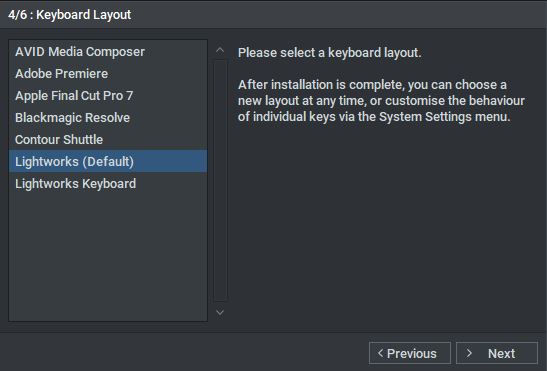 4/6 : Keyboard Layout
AVID Media Composer
Adobe Premiere
Apple Final Cut Pro 7
Blackmagic Resolve
Contour Shuttle
Lightworks (Default)
Lightworks Keyboard
Please select a keyboard layout.
After installation is complete, you can choose a
new layout at any time, or customise the behaviour
of individual keys via the System Settings menu.
< Previous
> Next